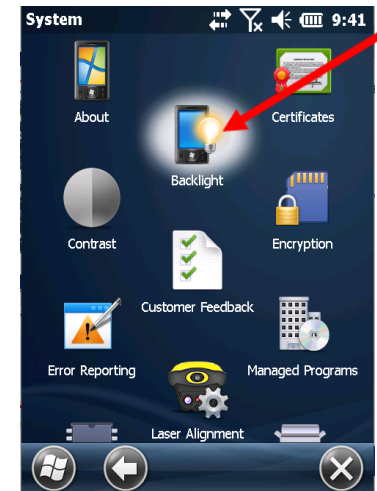 System 9:41
About
Certificates
Backlight
Contrast
Encryption
Customer Feedback
Error Reporting
Managed Programs
Laser Alignment